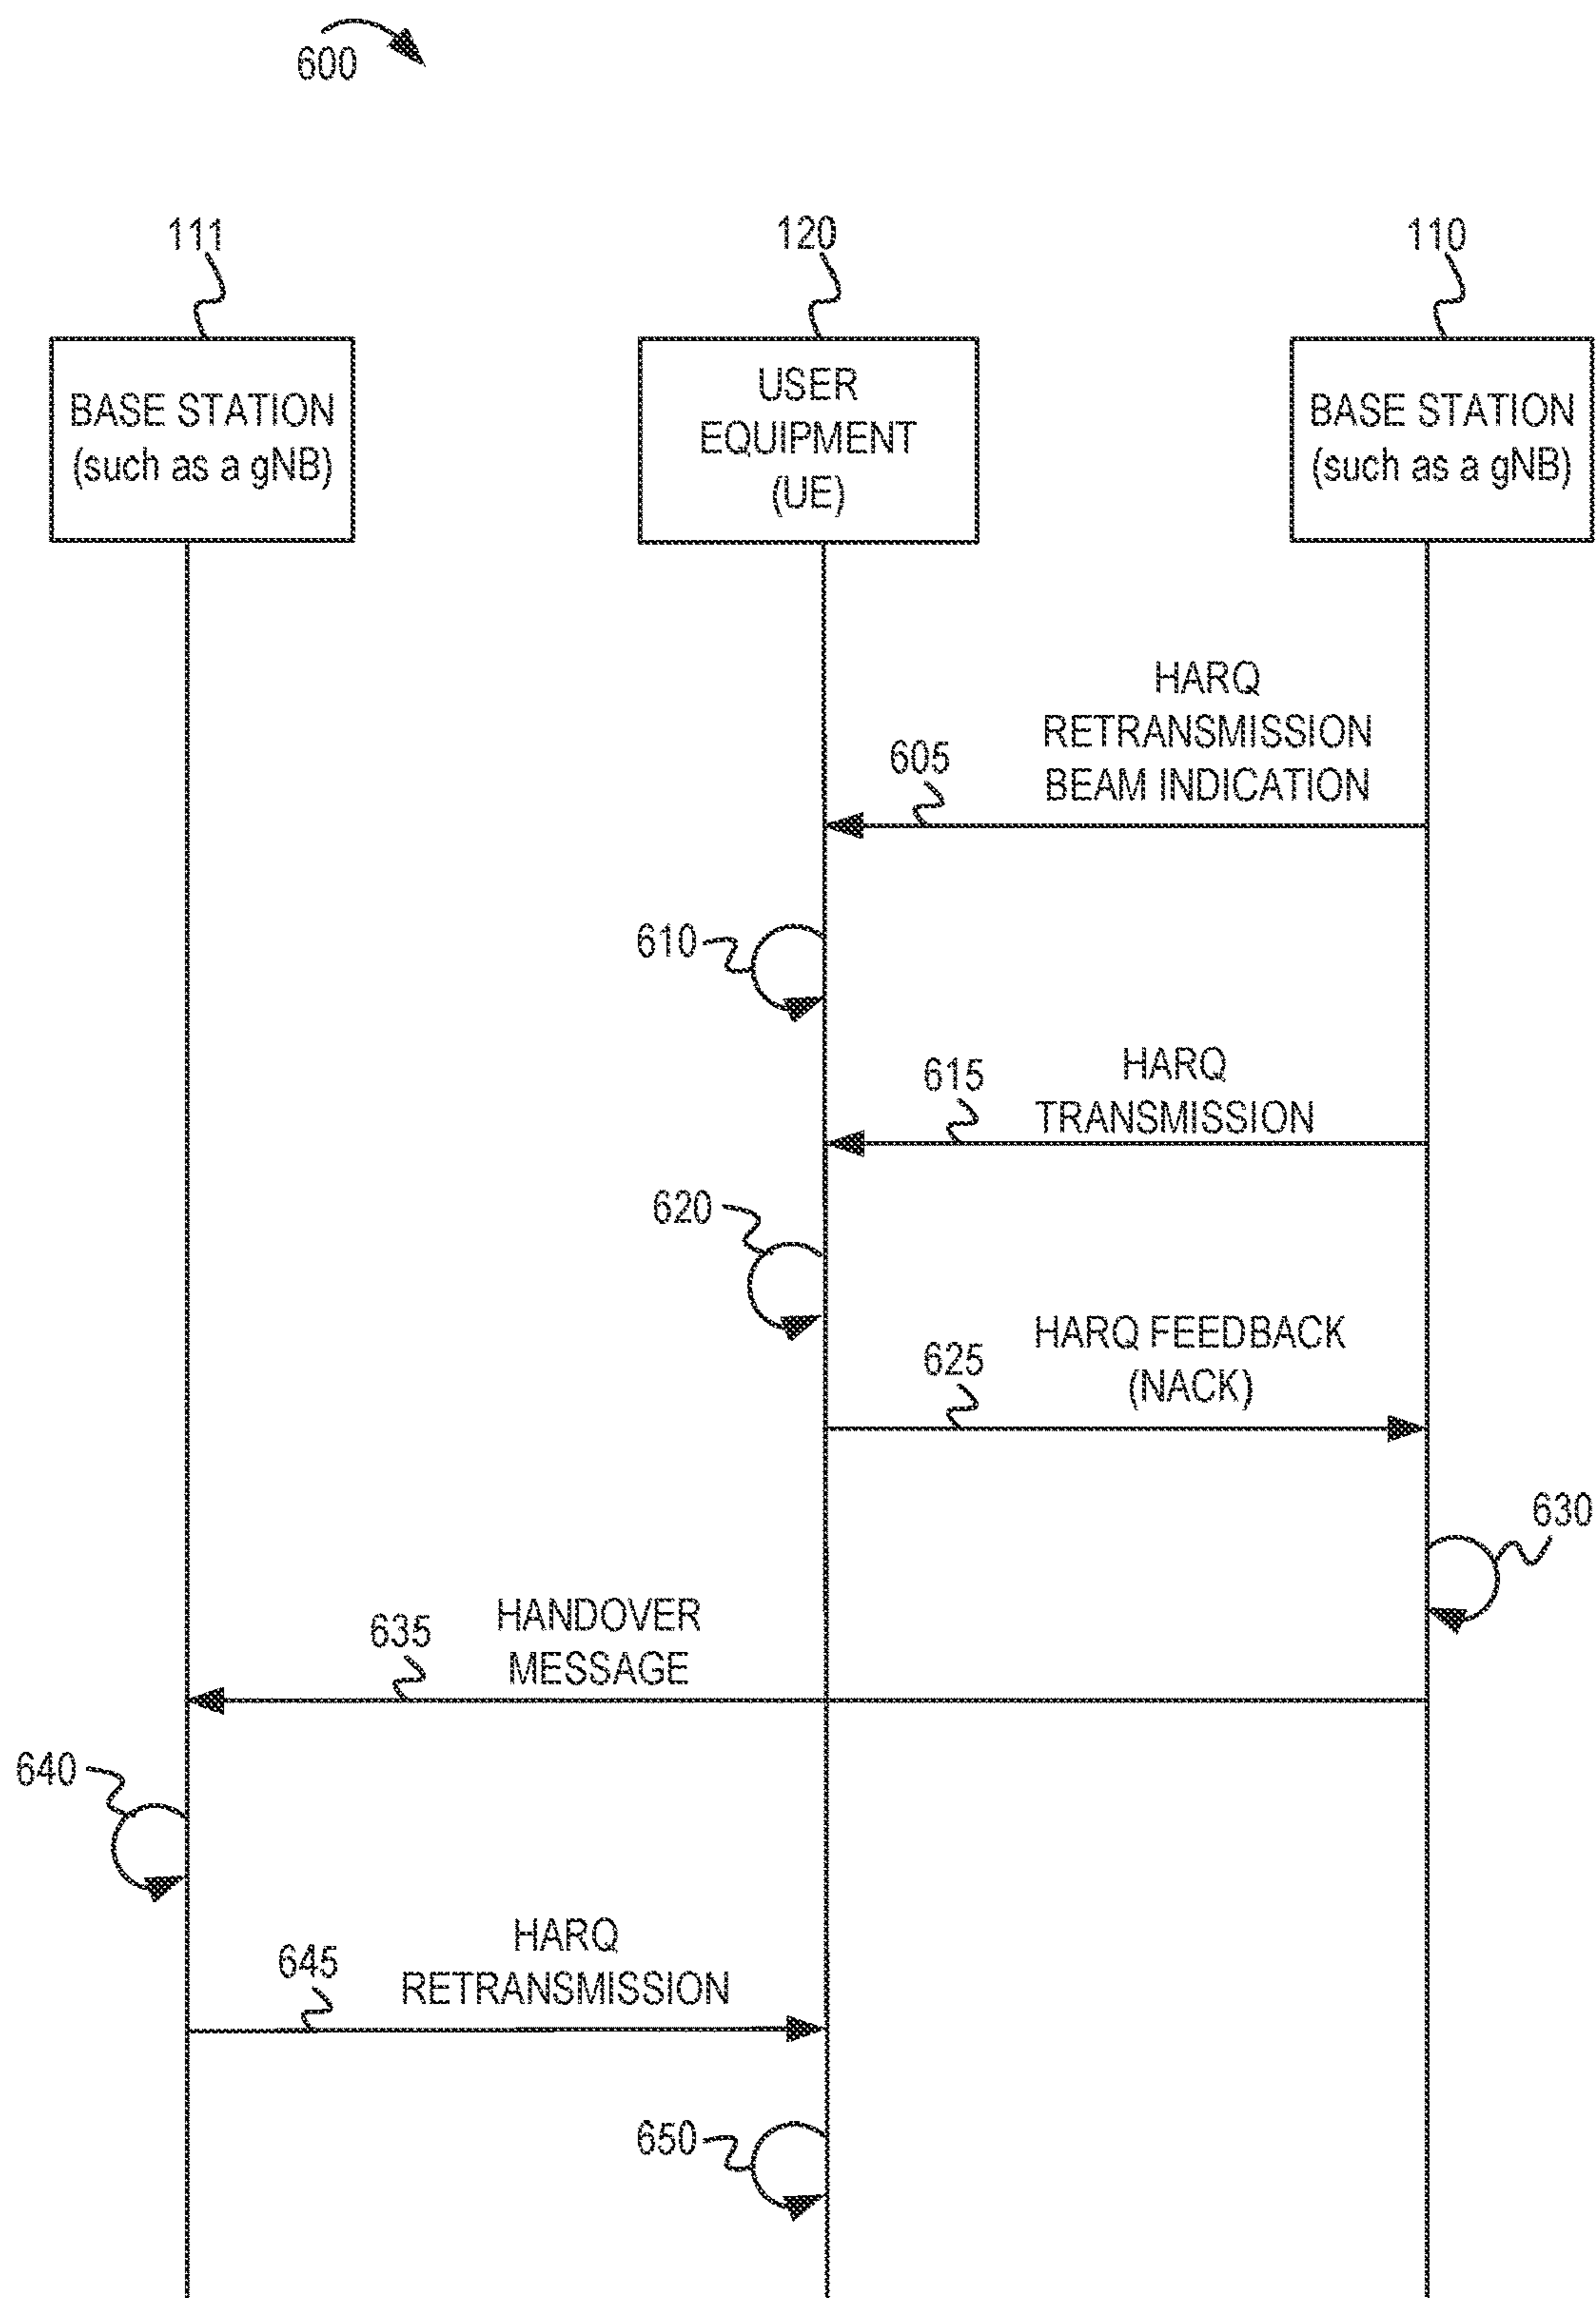 600
111
120
110
BASE STATION
(such as a gNB)
USER
EQUIPMENT
(UE)
BASE STATION
(such as a gNB)
HARQ
RETRANSMISSION
BEAM INDICATION
605
610
HARQ
TRANSMISSION
615
620
HARQ FEEDBACK
(NACK)
625
630
HANDOVER
MESSAGE
635
640
HARQ
RETRANSMISSION
645
650